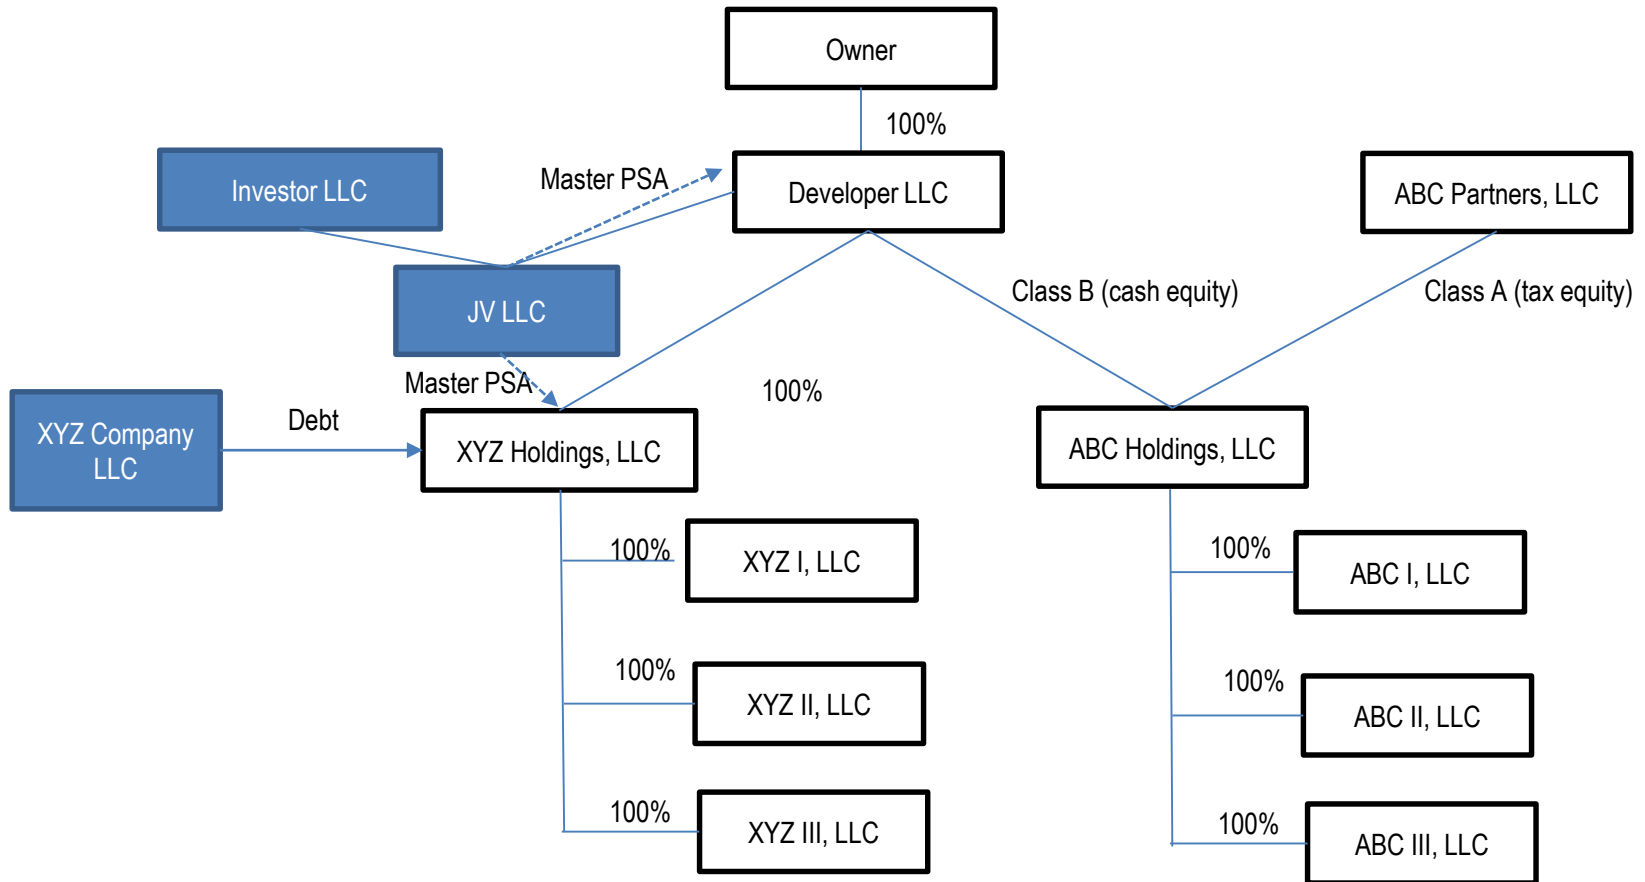 Owner
100%
Master PSA
Investor LLC
Developer LLC
ABC Partners, LLC
JV LLC
Class B (cash equity)
Class A (tax equity)
Master PSA
100%
XYZ Company
LLC
Debt
XYZ Holdings, LLC
ABC Holdings, LLC
100%
XYZ I, LLC
100%
ABC I, LLC
100%
XYZ II, LLC
100%
ABC II, LLC
100%
XYZ III, LLC
100%
ABC III, LLC